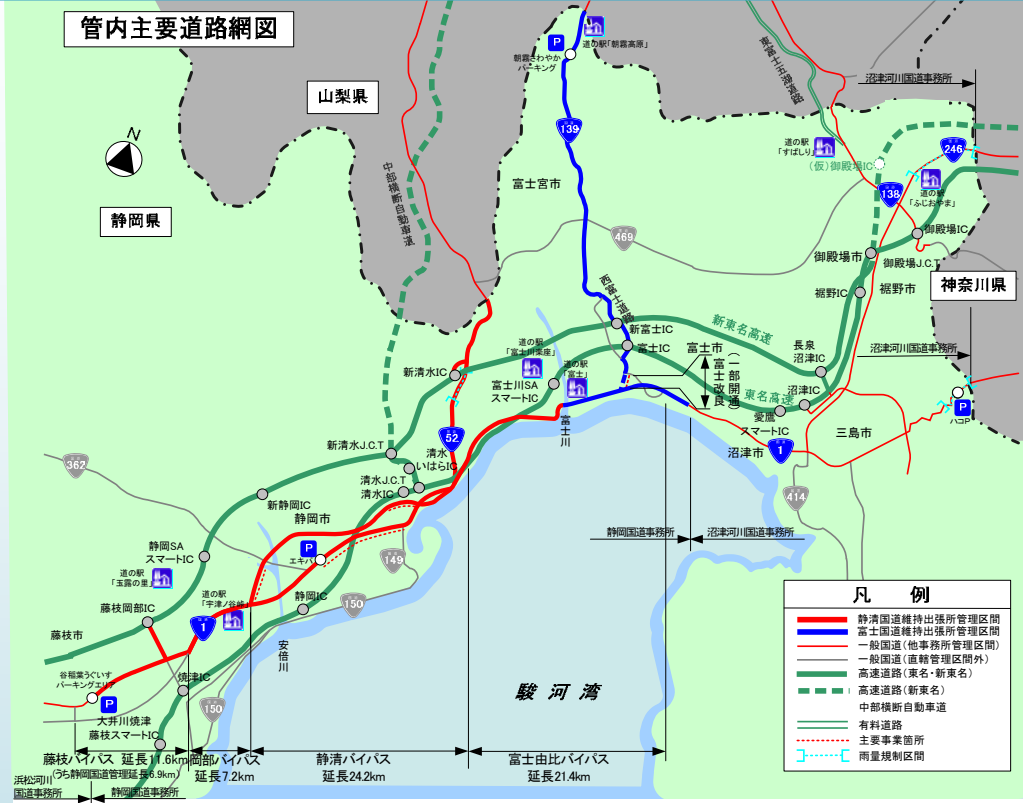 管内主要道路網図
山梨県
静岡県
神奈川県
N
P
道の駅「朝霧高原」
朝霧さわやか
パーキング
139
富士宮市
中部横断自動車道
東富士五湖道路
沼津河川国道事務所
道の駅
「すばしり」
(仮)御殿場IC
246
138
道の駅
「ふじおやま」
御殿場IC
御殿場市
御殿場J.C.T
469
裾野IC
裾野市
西富士道路
新富士IC
新東名高速
富士IC
富士市
富士改良
(一部開通)
東名高速
長泉
沼津IC
沼津河川国道事務所
沼津IC
愛鷹
スマートIC
P
ハコP
三島市
沼津市
1
414
道の駅
「富士川楽座」
道の駅
「富士」
富士川SA
スマートIC
富士川
新清水IC
52
新清水J.C.T
清水
いはらIC
清水J.C.T
清水IC
362
新静岡IC
静岡市
P
エキパ
149
静岡SA
スマートIC
道の駅
「玉露の里」
藤枝岡部IC
道の駅
「宇津ノ谷峠」
静岡IC
150
1
藤枝市
安倍川
谷稲葉うぐいす
パーキングエリア
P
焼津IC
150
大井川焼津
藤枝スマートIC
駿河湾
静岡国道事務所
沼津河川国道事務所
藤枝バイパス 延長11.6km
(うち静岡国道管理延長6.9km)
岡部バイパス
延長7.2km
静清バイパス
延長24.2km
富士由比バイパス
延長21.4km
浜松河川
国道事務所
静岡国道事務所
凡 例
静清国道維持出張所管理区間
富士国道維持出張所管理区間
一般国道(他事務所管理区間)
一般国道(直轄管理区間外)
高速道路(東名・新東名)
高速道路(新東名)
中部横断自動車道
有料道路
主要事業箇所
雨量規制区間